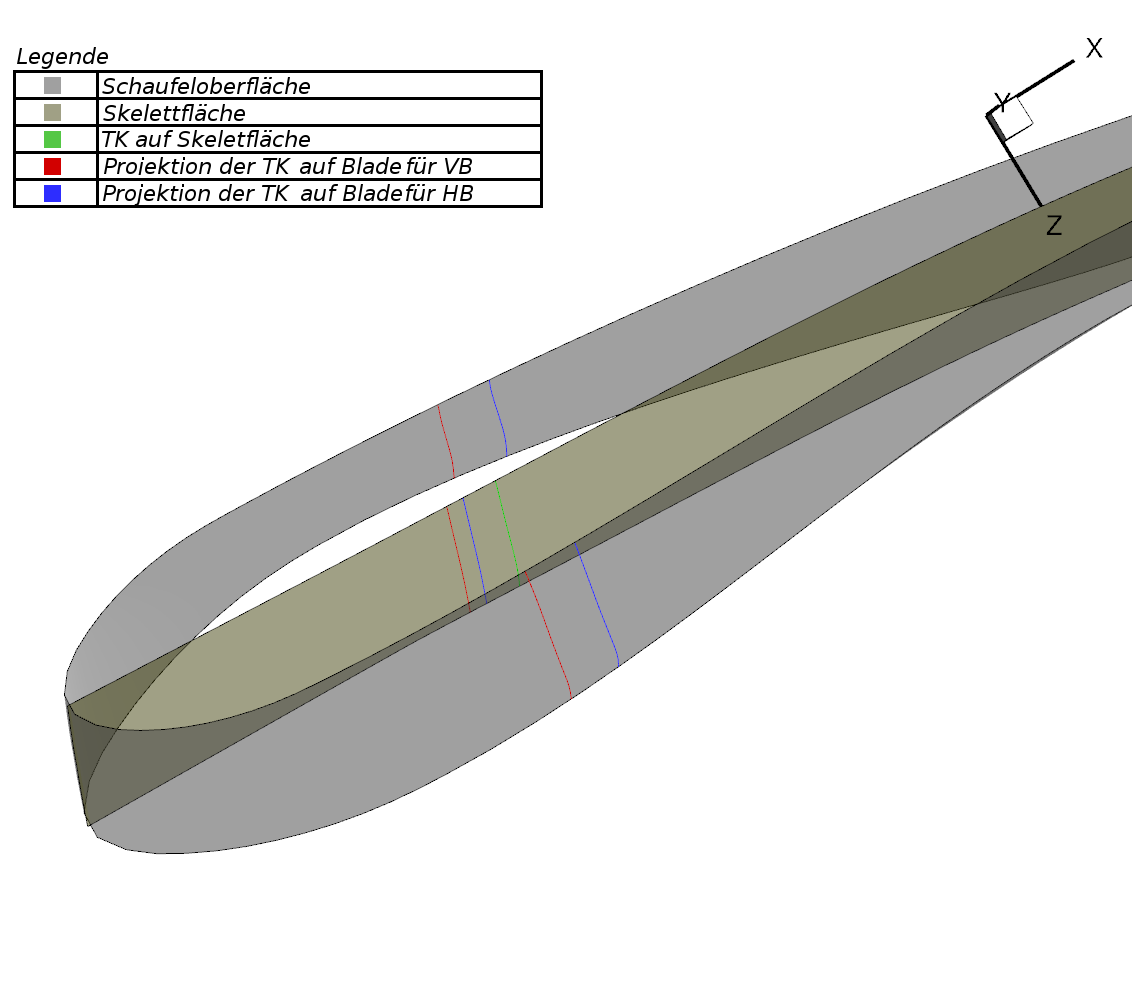 Legende
Schaufeloberfläche
Skelettfläche
TK auf Skeletfläche
Projektion der TK auf Blade für VB
Projektion der TK auf Blade für HB
X
Y
Z